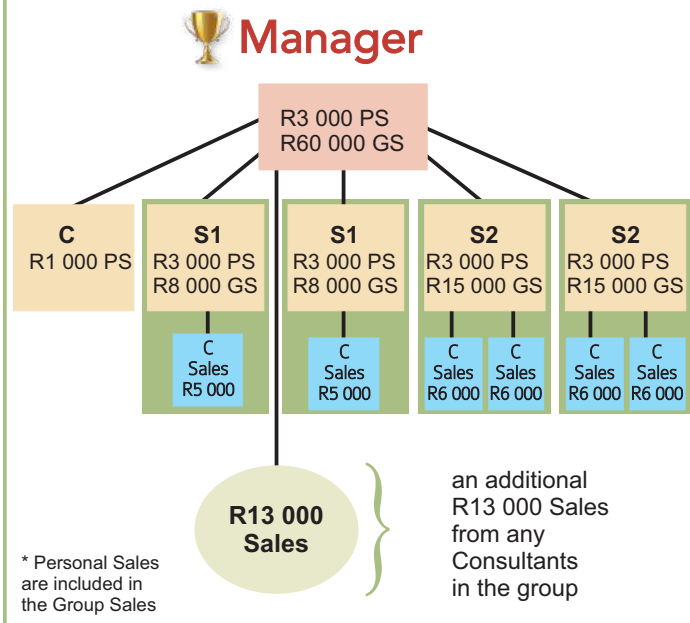 Manager
R3 000 PS
R60 000 GS
C
R1 000 PS
S1
R3 000 PS
R8 000 GS
C
Sales
R5 000
S1
R3 000 PS
R8 000 GS
C
Sales
R5 000
S2
R3 000 PS
R15 000 GS
C
Sales
R6 000
C
Sales
R6 000
S2
R3 000 PS
R15 000 GS
C
Sales
R6 000
C
Sales
R6 000
R13 000
Sales
an additional
R13 000 Sales
from any
Consultants
in the group
* Personal Sales
are included in
the Group Sales